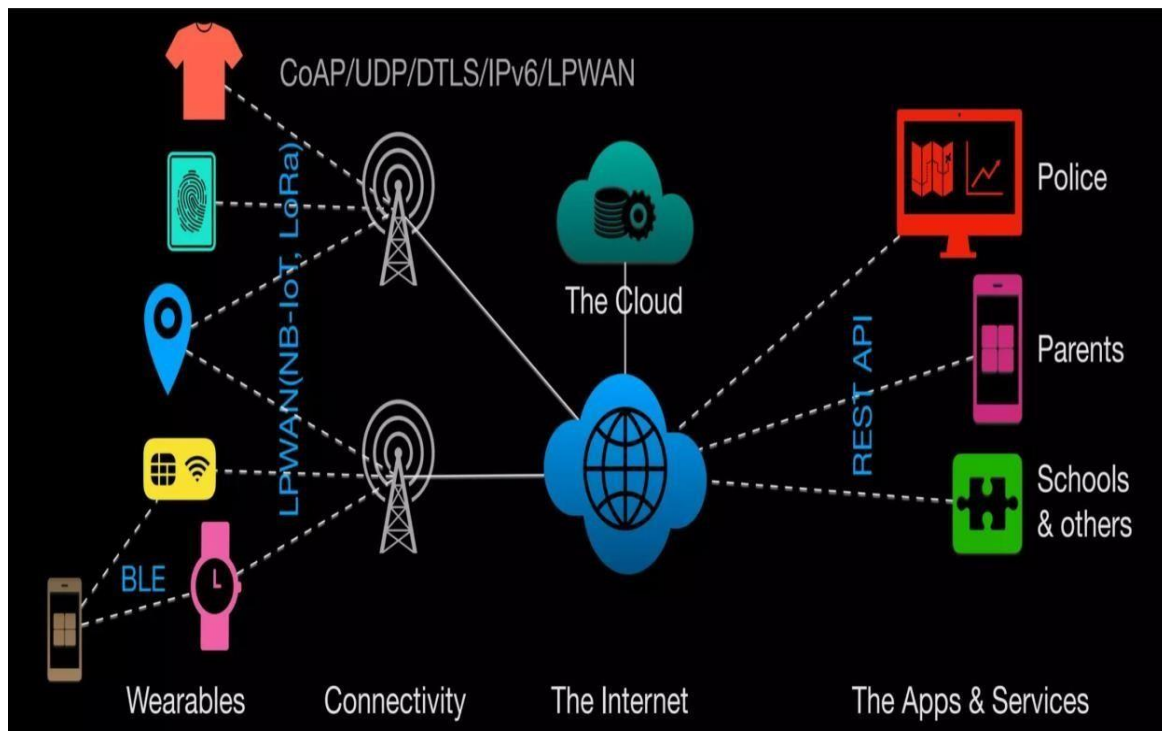 CoAP/UDP/DTLS/IPv6/LPWAN
LPWAN(NB-IoT, LoRa)
The Cloud
REST API
Police
Parents
Schools
& others
BLE
Wearables
Connectivity
The Internet
The Apps & Services